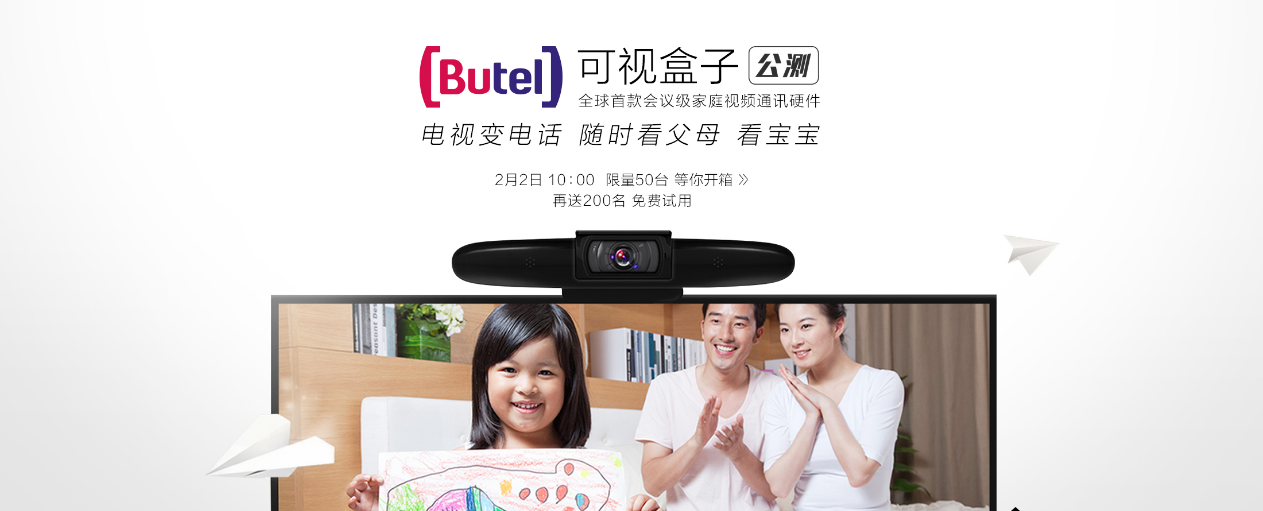 Butel 可视盒子 公测
全球首款会议级家庭视频通讯硬件
电视变电话 随时看父母 看宝宝
2月2日 10:00 限量50台 等你开箱 》
再送200名 免费试用